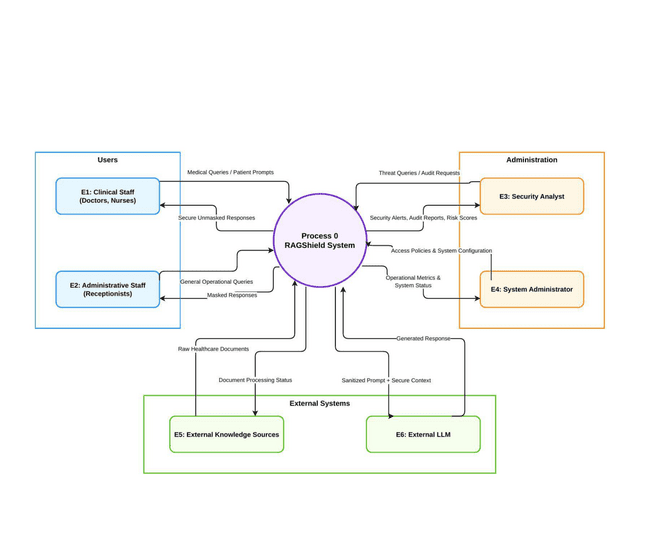 Users
Administration
E1: Clinical Staff
(Doctors, Nurses)
Medical Queries / Patient Prompts
Secure Unmasked Responses
Threat Queries / Audit Requests
E3: Security Analyst
Security Alerts, Audit Reports, Risk Scores
Process 0
RAGShield System
Access Policies & System Configuration
E2: Administrative Staff
(Receptionists)
General Operational Queries
Masked Responses
Operational Metrics &
System Status
E4: System Administrator
Raw Healthcare Documents
Generated Response
Document Processing Status
Sanitized Prompt + Secure Context
External Systems
E5: External Knowledge Sources
E6: External LLM